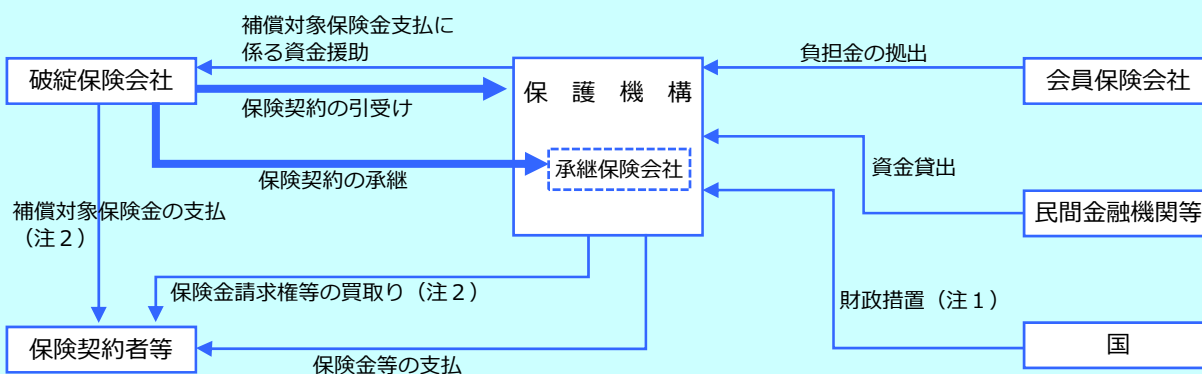 補償対象保険金支払に
係る資金援助
負担金の拠出
破綻保険会社
保護機構
会員保険会社
保険契約の引受け
承継保険会社
資金貸出
保険契約の承継
補償対象保険金の支払
（注２）
民間金融機関等
保険金請求権等の買取り（注２）
財政措置（注１）
保険契約者等
国
保険金等の支払